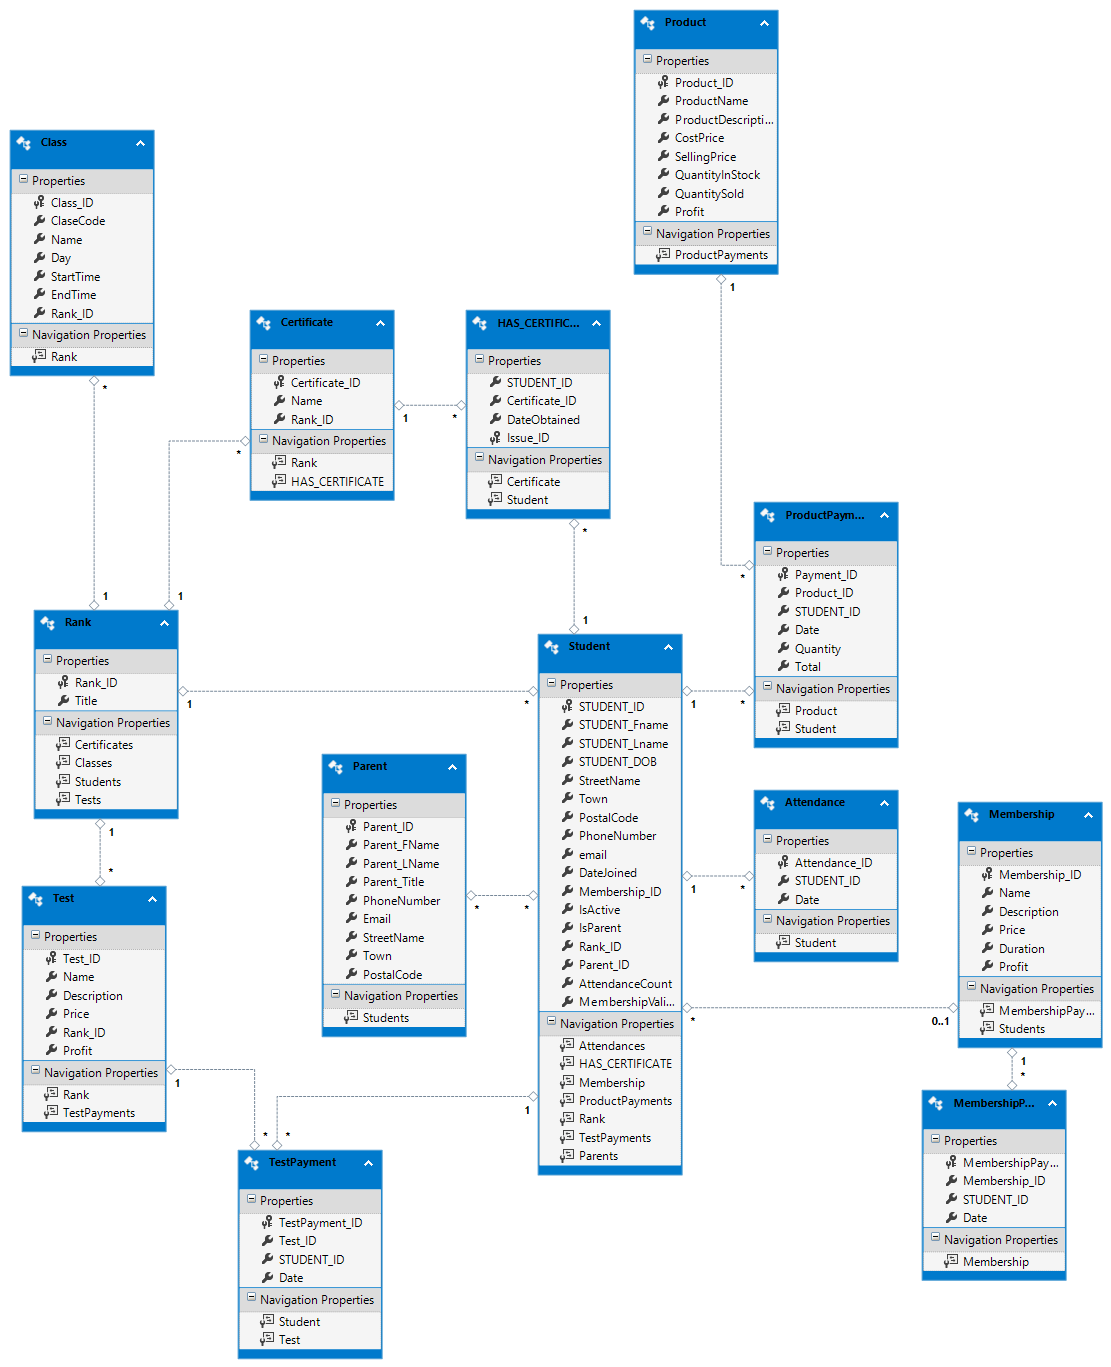 Product
Properties
Product_ID
ProductName
ProductDescripti...
CostPrice
SellingPrice
QuantityInStock
QuantitySold
Profit
Navigation Properties
ProductPayments
1
*
Class
Properties
Class_ID
ClaseCode
Name
Day
StartTime
EndTime
Rank_ID
Navigation Properties
Rank
*
1
Certificate
Properties
Certificate_ID
Name
Rank_ID
Navigation Properties
Rank
HAS_CERTIFICATE
1
*
*
1
HAS_CERTIFIC...
Properties
STUDENT_ID
Certificate_ID
DateObtained
Issue_ID
Navigation Properties
Certificate
Student
*
1
ProductPaym...
Properties
Payment_ID
Product_ID
STUDENT_ID
Date
Quantity
Total
Navigation Properties
Product
Student
Rank
Properties
Rank_ID
Title
Navigation Properties
Certificates
Classes
Students
Tests
1
*
1
*
Student
Properties
STUDENT_ID
STUDENT_Fname
STUDENT_Lname
STUDENT_DOB
StreetName
Town
PostalCode
PhoneNumber
email
DateJoined
Membership_ID
IsActive
IsParent
Rank_ID
Parent_ID
AttendanceCount
MembershipVali...
Navigation Properties
Attendances
HAS_CERTIFICATE
Membership
ProductPayments
Rank
TestPayments
Parents
1
*
1
*
*
0..1
Parent
Properties
Parent_ID
Parent_FName
Parent_LName
Parent_Title
PhoneNumber
Email
StreetName
Town
PostalCode
Navigation Properties
Students
*
*
Attendance
Properties
Attendance_ID
STUDENT_ID
Date
Navigation Properties
Student
Membership
Properties
Membership_ID
Name
Description
Price
Duration
Profit
Navigation Properties
MembershipPay...
Students
1
*
Test
Properties
Test_ID
Name
Description
Price
Rank_ID
Profit
Navigation Properties
Rank
TestPayments
1
*
*
1
MembershipP...
Properties
MembershipPay...
Membership_ID
STUDENT_ID
Date
Navigation Properties
Membership
TestPayment
Properties
TestPayment_ID
Test_ID
STUDENT_ID
Date
Navigation Properties
Student
Test